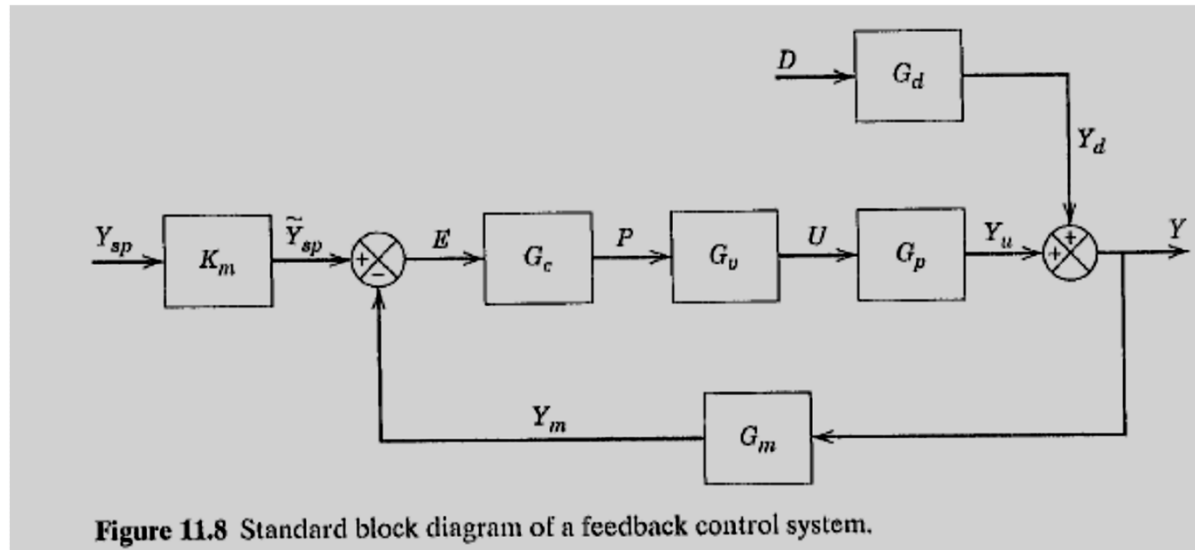 D
G_d
Y_d
Y_sp
K_m
Ỹ_sp
+
−
E
G_c
P
G_v
U
G_p
Y_u
+
+
Y
Y_m
G_m
Figure 11.8 Standard block diagram of a feedback control system.